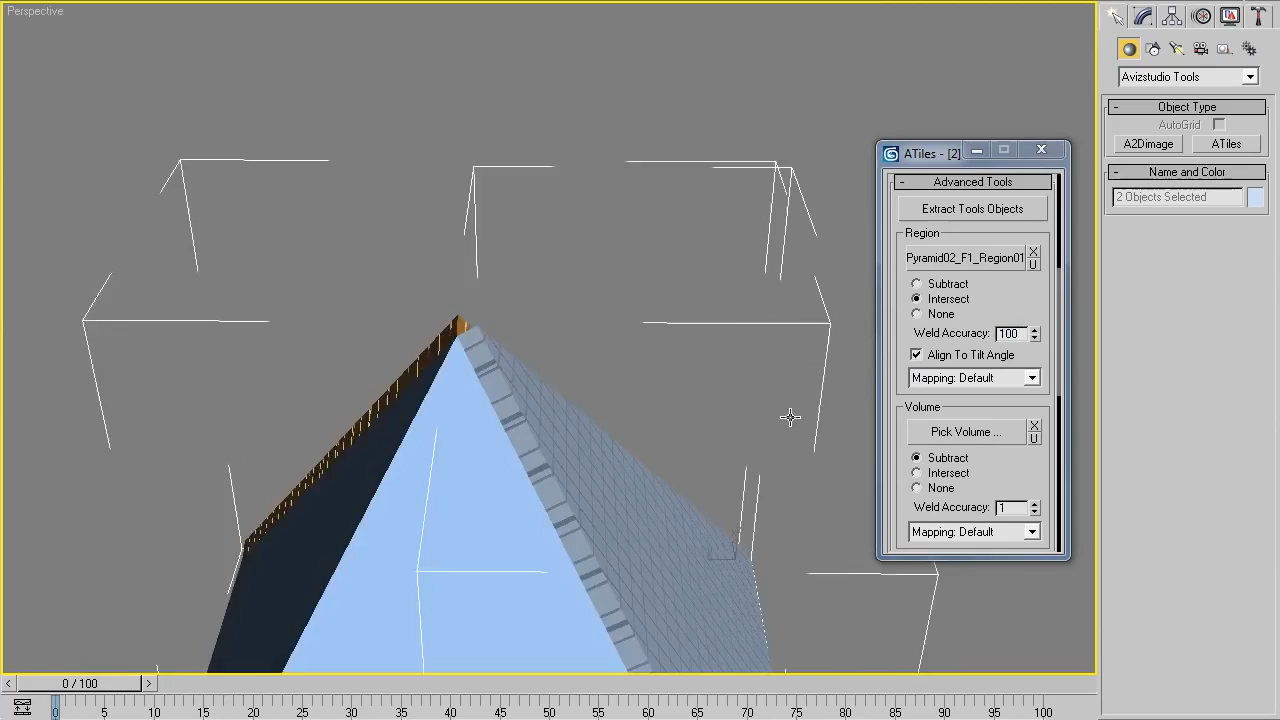 Perspective
Avizstudio Tools
- Object Type
AutoGrid
A2Dimage ATiles
- Name and Color
2 Objects Selected
ATiles - [2]
- Advanced Tools
Extract Tools Objects
Region
Pyramid02_F1_Region01 X
U
Subtract
Intersect
None
Weld Accuracy: 100
Align To Tilt Angle
Mapping: Default
Volume
Pick Volume ... X
U
Subtract
Intersect
None
Weld Accuracy: 1
Mapping: Default
< 0 / 100 >
0 5 10 15 20 25 30 35 40 45 50 55 60 65 70 75 80 85 90 95 100